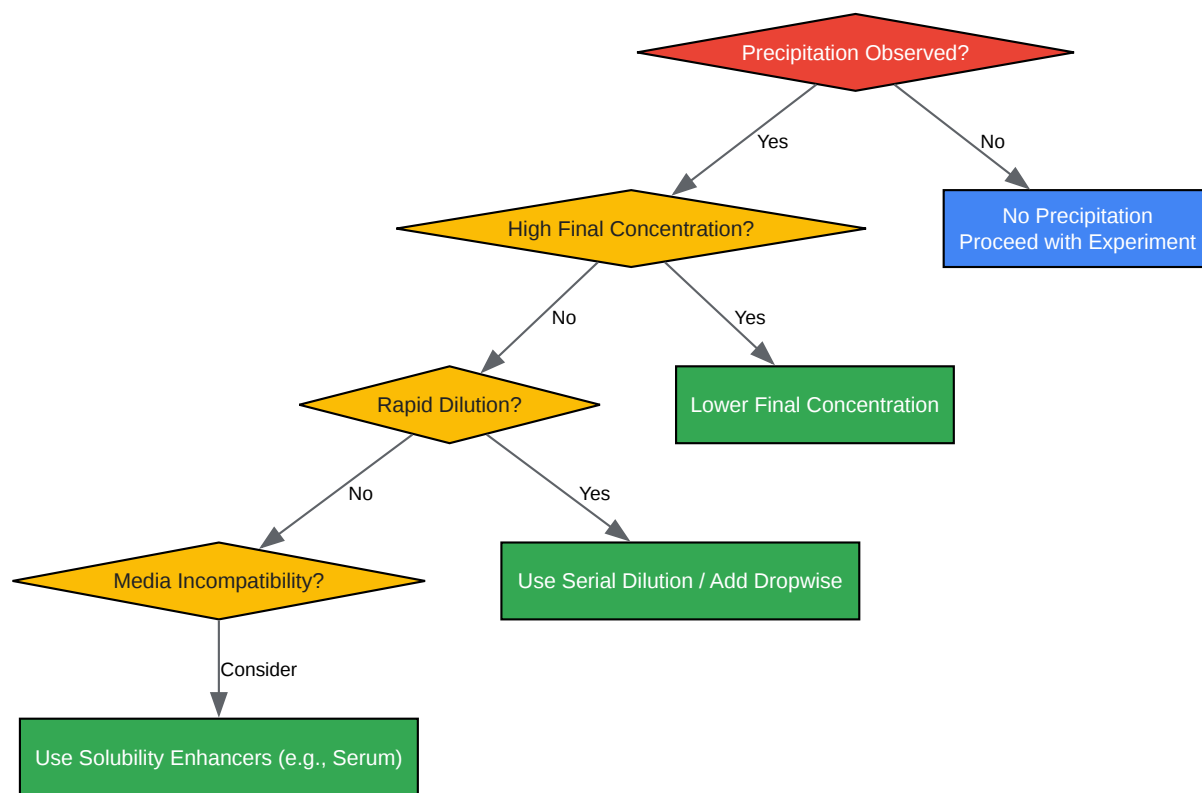 Precipitation Observed?
Yes
No
High Final Concentration?
No Precipitation
Proceed with Experiment
No
Yes
Rapid Dilution?
Lower Final Concentration
No
Yes
Media Incompatibility?
Use Serial Dilution / Add Dropwise
Consider
Use Solubility Enhancers (e.g., Serum)